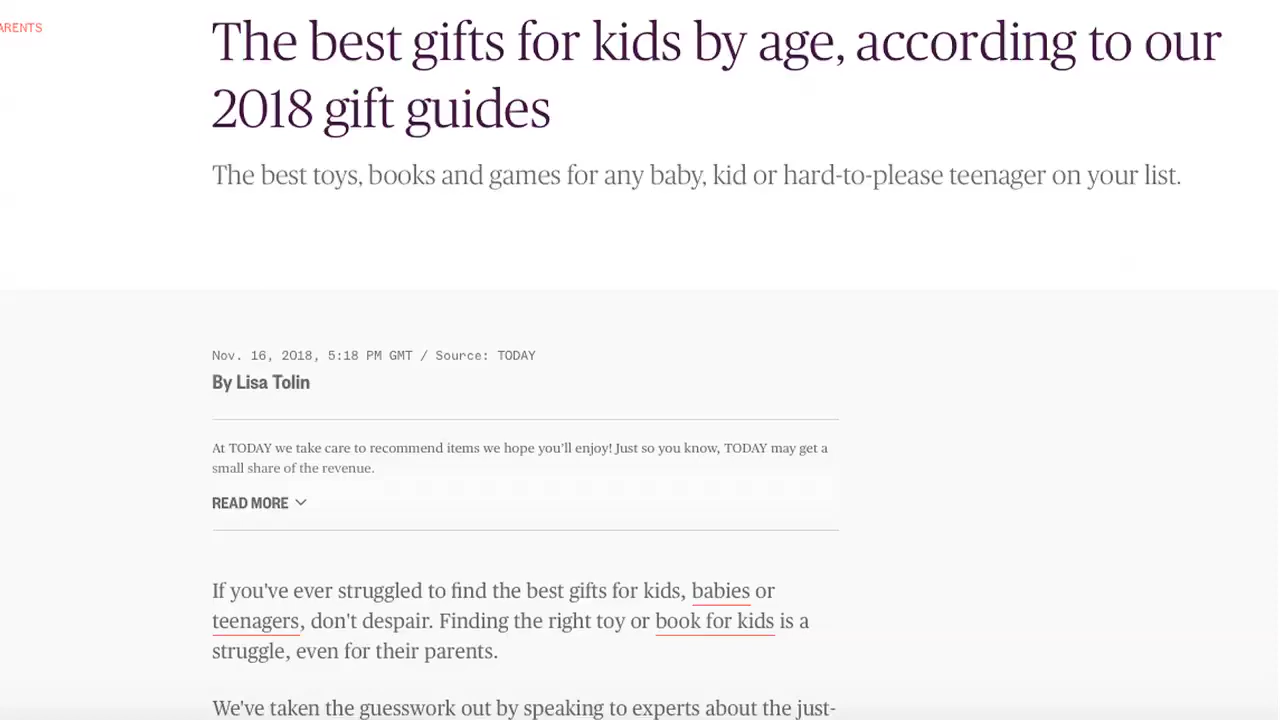 ARENTS
The best gifts for kids by age, according to our
2018 gift guides
The best toys, books and games for any baby, kid or hard-to-please teenager on your list.
Nov. 16, 2018, 5:18 PM GMT / Source: TODAY
By Lisa Tolin
At TODAY we take care to recommend items we hope you'll enjoy! Just so you know, TODAY may get a
small share of the revenue.
READ MORE
If you've ever struggled to find the best gifts for kids, babies or
teenagers, don't despair. Finding the right toy or book for kids is a
struggle, even for their parents.
We've taken the guesswork out by speaking to experts about the just-